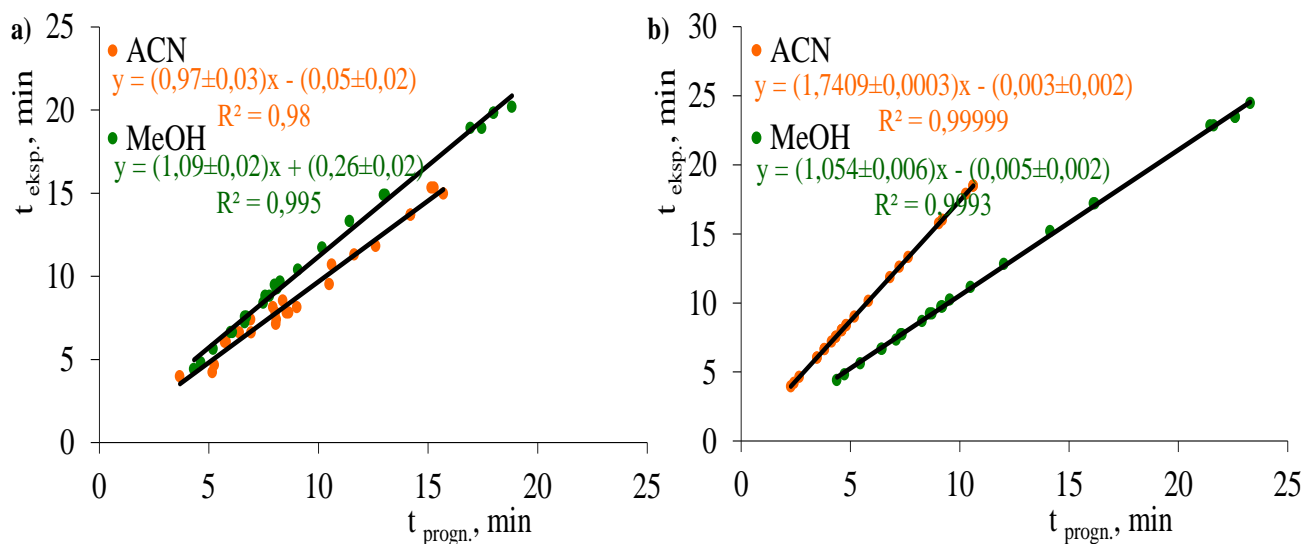 a)
ACN
y = (0,97±0,03)x - (0,05±0,02)
R² = 0,98
MeOH
y = (1,09±0,02)x + (0,26±0,02)
R² = 0,995
t eksp., min
25
20
15
10
5
0
0 5 10 15 20 25
t progn., min
b)
ACN
y = (1,7409±0,0003)x - (0,003±0,002)
R² = 0,99999
MeOH
y = (1,054±0,006)x - (0,005±0,002)
R² = 0,9993
t eksp., min
30
25
20
15
10
5
0
0 5 10 15 20 25
t progn., min